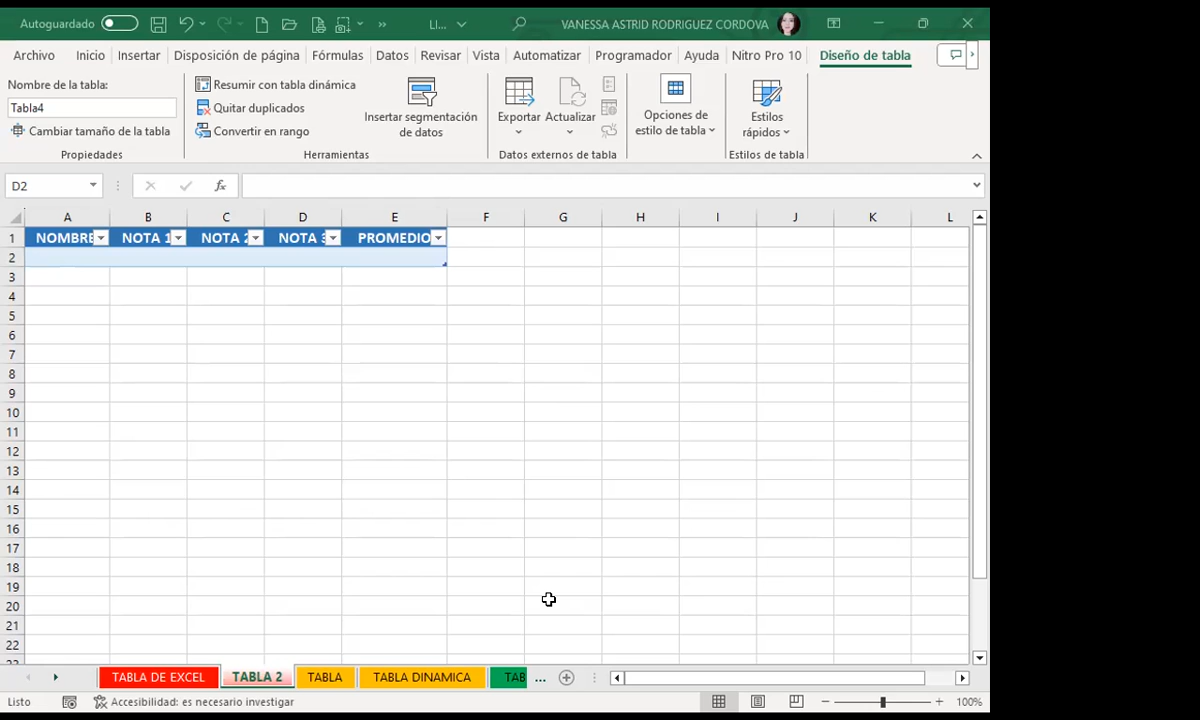 Autoguardado
LI...
VANESSA ASTRID RODRIGUEZ CORDOVA
Archivo Inicio Insertar Disposición de página Fórmulas Datos Revisar Vista Automatizar Programador Ayuda Nitro Pro 10 Diseño de tabla
Nombre de la tabla:
Tabla4
Cambiar tamaño de la tabla
Propiedades
Resumir con tabla dinámica
Quitar duplicados
Convertir en rango
Insertar segmentación
de datos
Herramientas
Exportar
Actualizar
Datos externos de tabla
Opciones de
estilo de tabla
Estilos
rápidos
Estilos de tabla
D2
fx
A B C D E F G H I J K L
1 NOMBRE NOTA 1 NOTA 2 NOTA 3 PROMEDIO
2
3
4
5
6
7
8
9
10
11
12
13
14
15
16
17
18
19
20
21
22
23
TABLA DE EXCEL TABLA 2 TABLA TABLA DINAMICA TAB ...
Listo Accesibilidad: es necesario investigar 100%